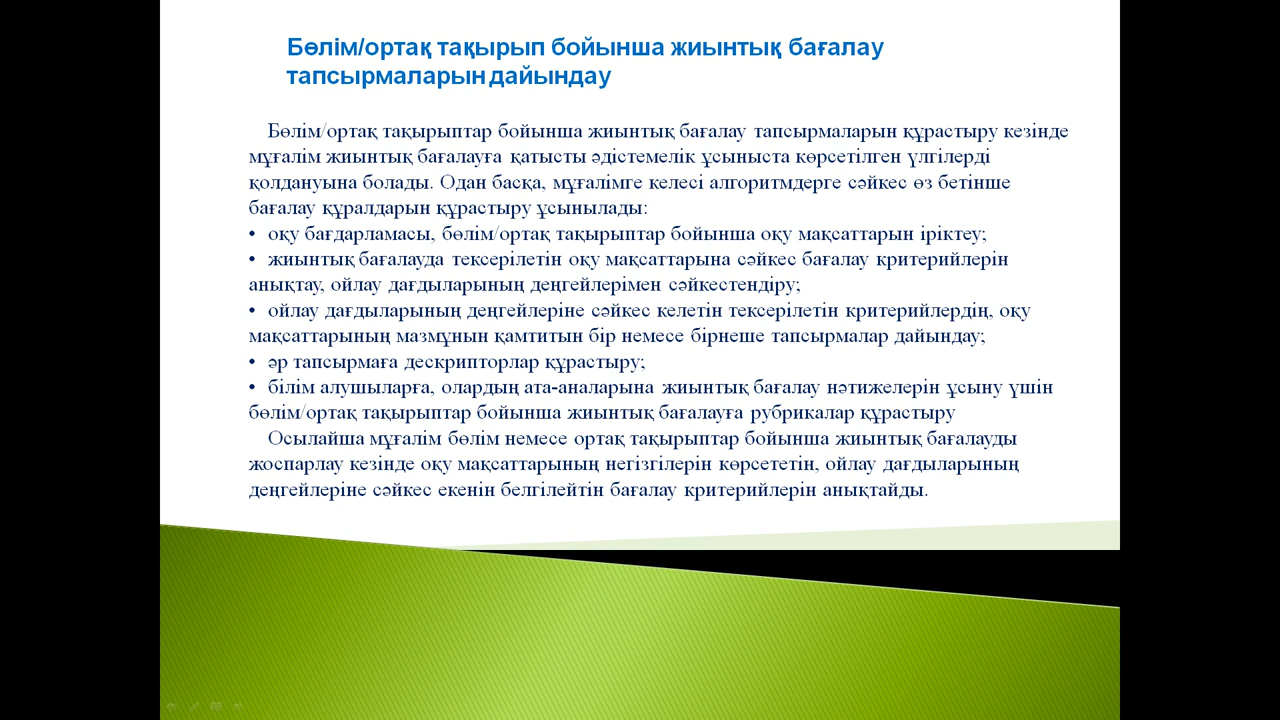 Бөлім/ортақ тақырып бойынша жиынтық бағалау
тапсырмаларын дайындау
Бөлім/ортақ тақырыптар бойынша жиынтық бағалау тапсырмаларын құрастыру кезінде
мұғалім жиынтық бағалауға қатысты әдістемелік ұсыныста көрсетілген үлгілерді
қолдануына болады. Одан басқа, мұғалімге келесі алгоритмдерге сәйкес өз бетінше
бағалау құралдарын құрастыру ұсынылады:
• оқу бағдарламасы, бөлім/ортақ тақырыптар бойынша оқу мақсаттарын іріктеу;
• жиынтық бағалауда тексерілетін оқу мақсаттарына сәйкес бағалау критерийлерін
анықтау, ойлау дағдыларының деңгейлерімен сәйкестендіру;
• ойлау дағдыларының деңгейлеріне сәйкес келетін тексерілетін критерийлердің, оқу
мақсаттарының мазмұнын қамтитын бір немесе бірнеше тапсырмалар дайындау;
• әр тапсырмаға дескрипторлар құрастыру;
• білім алушыларға, олардың ата-аналарына жиынтық бағалау нәтижелерін ұсыну үшін
бөлім/ортақ тақырыптар бойынша жиынтық бағалауға рубрикалар құрастыру
Осылайша мұғалім бөлім немесе ортақ тақырыптар бойынша жиынтық бағалауды
жоспарлау кезінде оқу мақсаттарының негізгілерін көрсететін, ойлау дағдыларының
деңгейлеріне сәйкес екенін белгілейтін бағалау критерийлерін анықтайды.